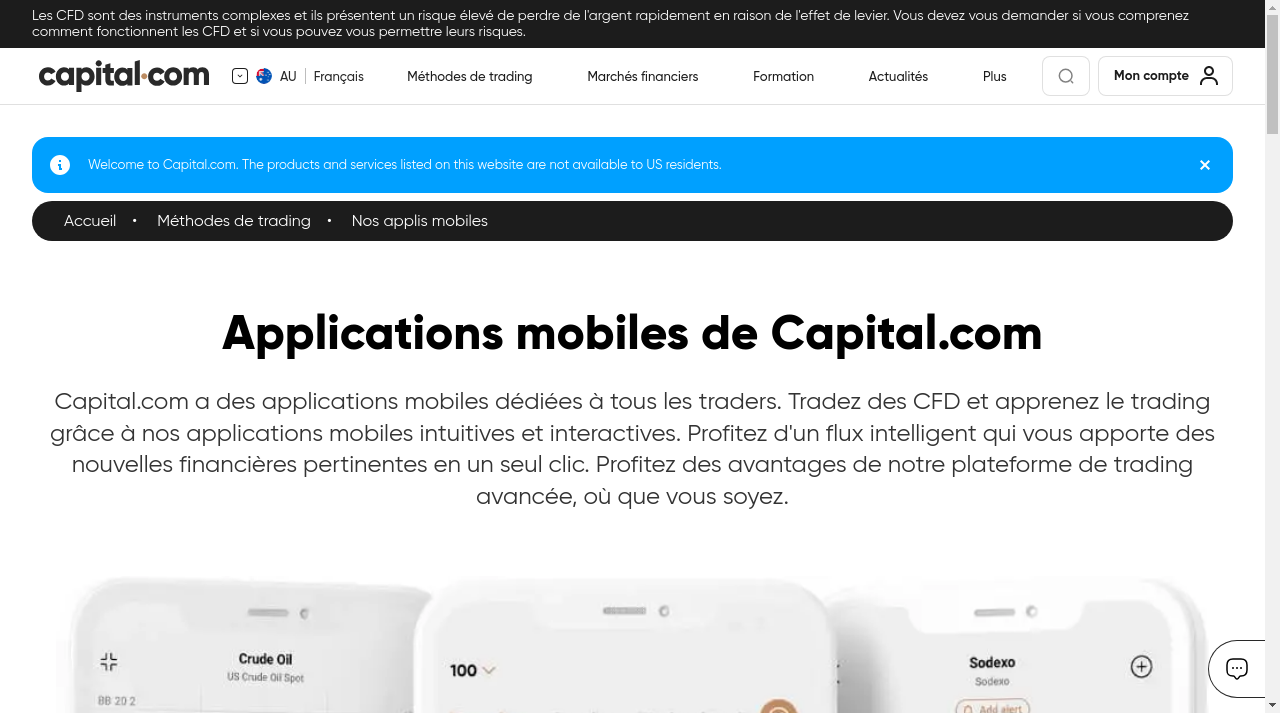 Les CFD sont des instruments complexes et ils présentent un risque élevé de perdre de l'argent rapidement en raison de l'effet de levier. Vous devez vous demander si vous comprenez
comment fonctionnent les CFD et si vous pouvez vous permettre leurs risques.
capital.com
AU | Français
Méthodes de trading
Marchés financiers
Formation
Actualités
Plus
Mon compte
Welcome to Capital.com. The products and services listed on this website are not available to US residents.
Accueil • Méthodes de trading • Nos applis mobiles
Applications mobiles de Capital.com
Capital.com a des applications mobiles dédiées à tous les traders. Tradez des CFD et apprenez le trading
grâce à nos applications mobiles intuitives et interactives. Profitez d'un flux intelligent qui vous apporte des
nouvelles financières pertinentes en un seul clic. Profitez des avantages de notre plateforme de trading
avancée, où que vous soyez.
Crude Oil
US Crude Oil Spot
BB 20 2
100
Sodexo
Sodexo
Add alert